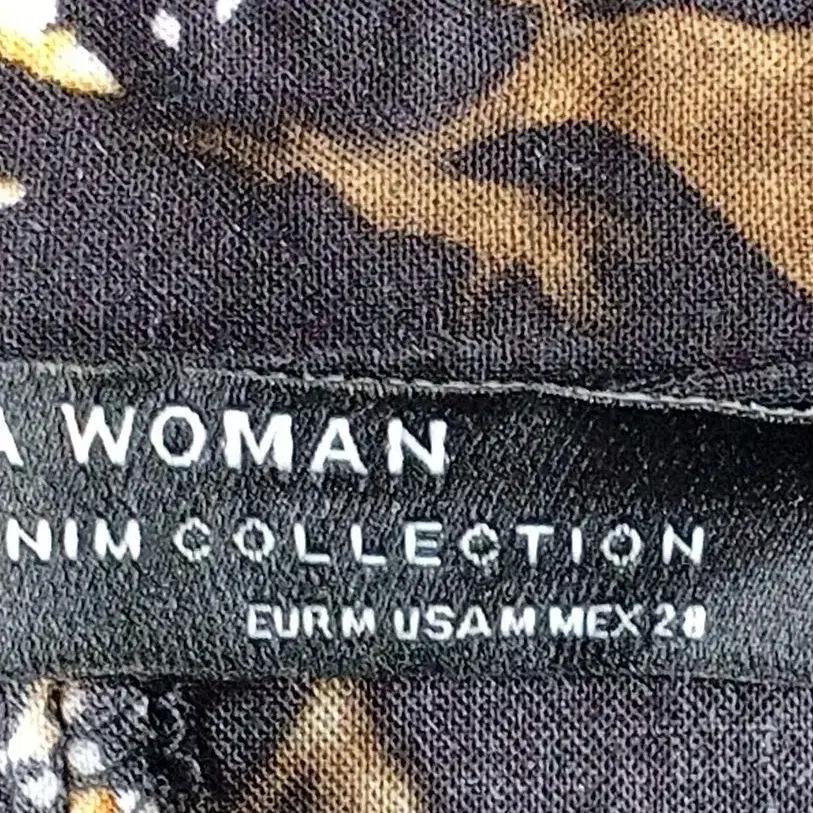 A WOMAN
NIM COLLECTION
EUR M USA M MEX 28